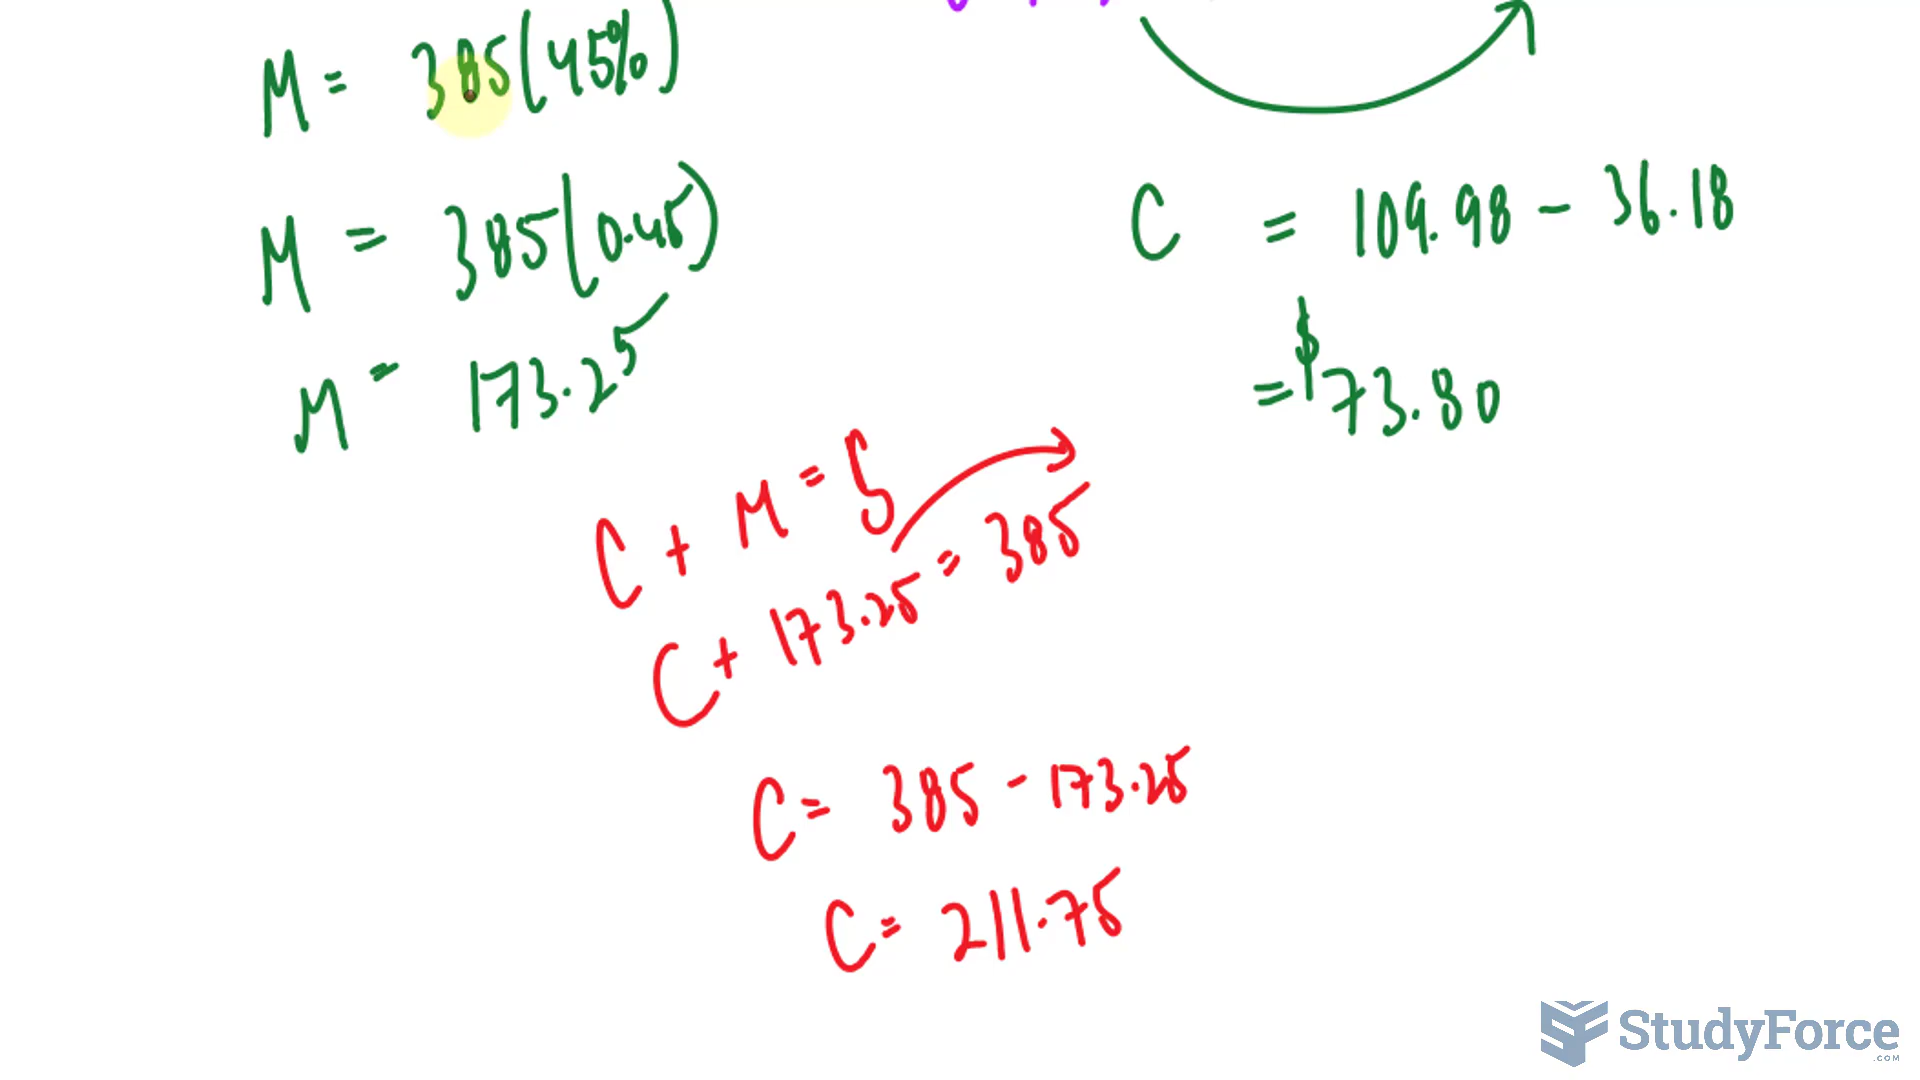 M = 385(45%)
M = 385(0.45)
M = 173.25
C = 109.98 - 36.18
= $73.80
C + M = S
C + 173.25 = 385
C = 385 - 173.25
C = 211.75
StudyForce
.COM